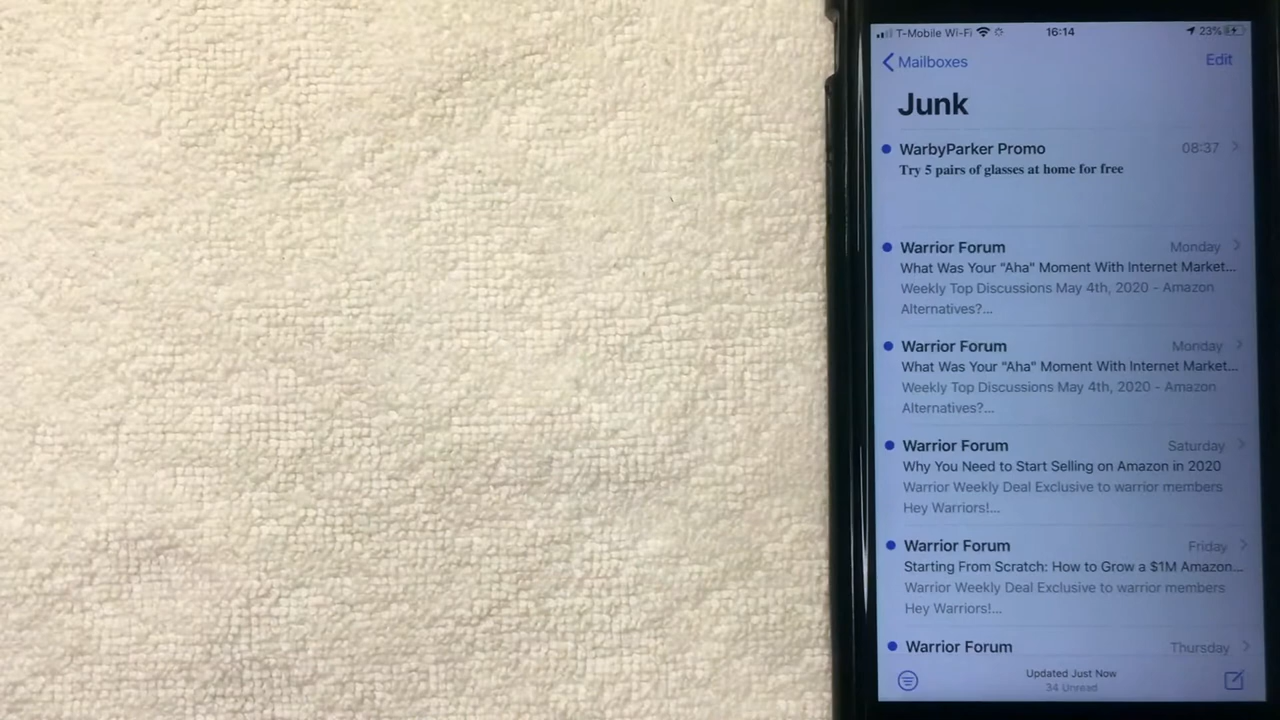 T-Mobile Wi-Fi 16:14 23%
Mailboxes Edit
Junk
WarbyParker Promo 08:37
Try 5 pairs of glasses at home for free
Warrior Forum Monday
What Was Your "Aha" Moment With Internet Market...
Weekly Top Discussions May 4th, 2020 - Amazon
Alternatives?...
Warrior Forum Monday
What Was Your "Aha" Moment With Internet Market...
Weekly Top Discussions May 4th, 2020 - Amazon
Alternatives?...
Warrior Forum Saturday
Why You Need to Start Selling on Amazon in 2020
Warrior Weekly Deal Exclusive to warrior members
Hey Warriors!...
Warrior Forum Friday
Starting From Scratch: How to Grow a $1M Amazon...
Warrior Weekly Deal Exclusive to warrior members
Hey Warriors!...
Warrior Forum Thursday
Updated Just Now
34 Unread